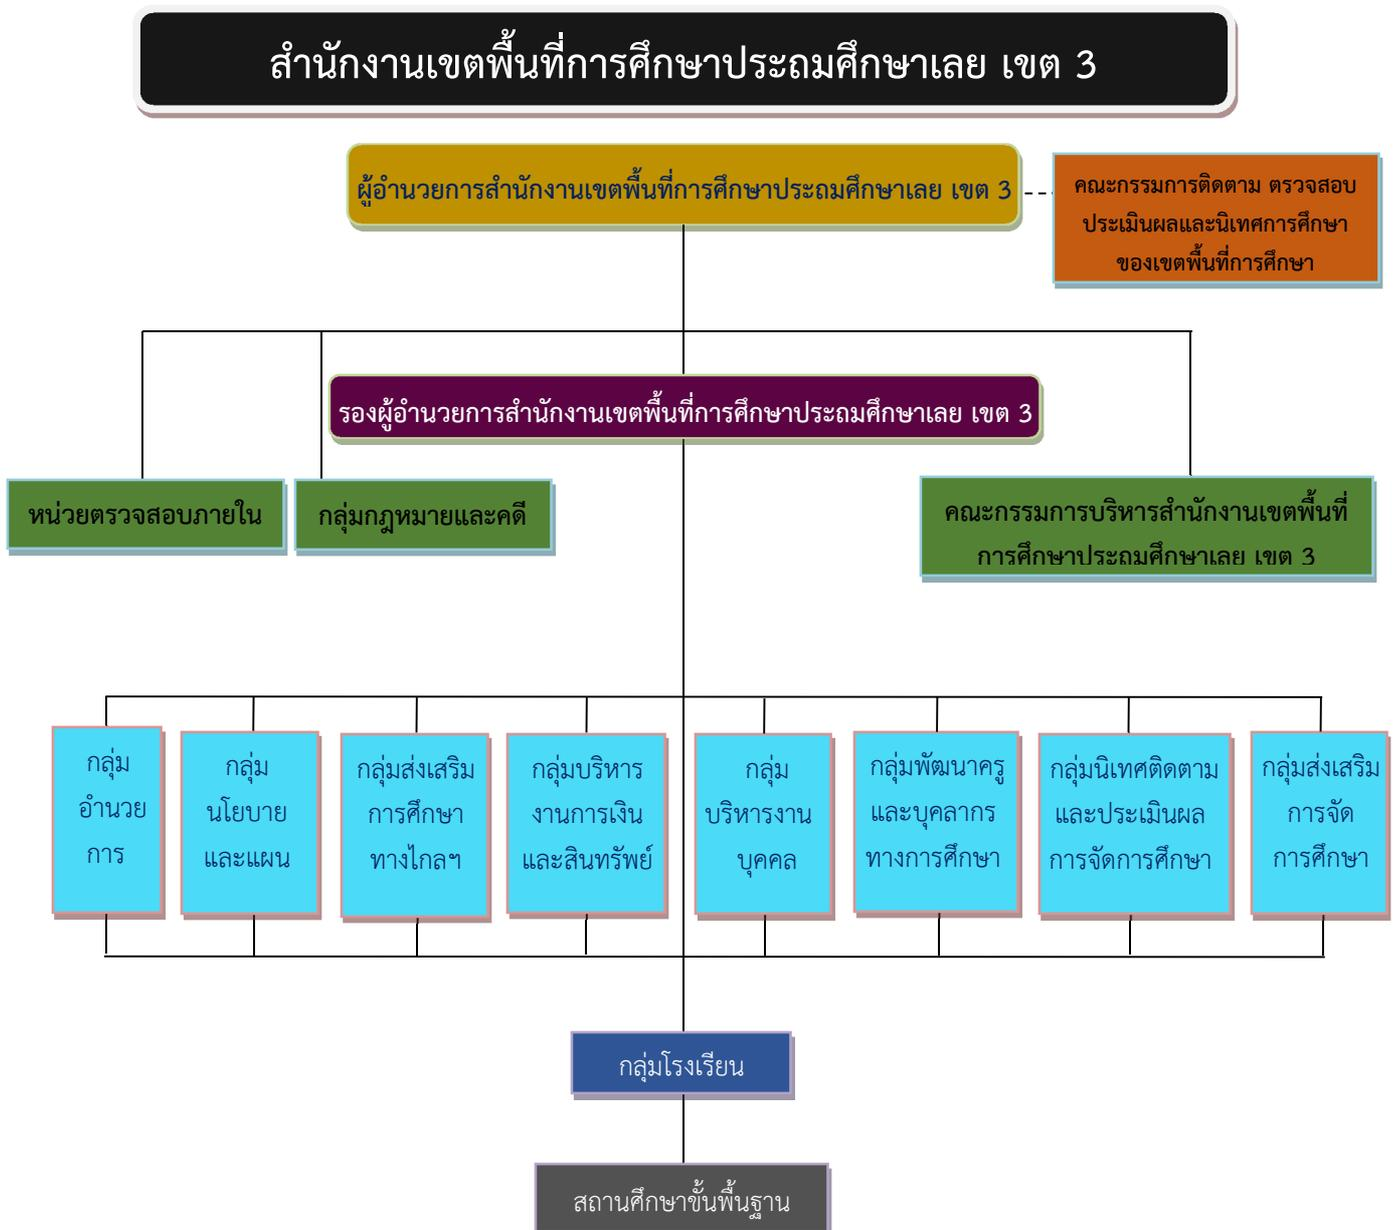 สำนักงานเขตพื้นที่การศึกษาประถมศึกษาเลย เขต 3
ผู้อำนวยการสำนักงานเขตพื้นที่การศึกษาประถมศึกษาเลย เขต 3
คณะกรรมการติดตาม ตรวจสอบ
ประเมินผลและนิเทศการศึกษา
ของเขตพื้นที่การศึกษา
รองผู้อำนวยการสำนักงานเขตพื้นที่การศึกษาประถมศึกษาเลย เขต 3
หน่วยตรวจสอบภายใน
กลุ่มกฎหมายและคดี
คณะกรรมการบริหารสำนักงานเขตพื้นที่
การศึกษาประถมศึกษาเลย เขต 3
กลุ่ม
อำนวย
การ
กลุ่ม
นโยบาย
และแผน
กลุ่มส่งเสริม
การศึกษา
ทางไกลฯ
กลุ่มบริหาร
งานการเงิน
และสินทรัพย์
กลุ่ม
บริหารงาน
บุคคล
กลุ่มพัฒนาครู
และบุคลากร
ทางการศึกษา
กลุ่มนิเทศติดตาม
และประเมินผล
การจัดการศึกษา
กลุ่มส่งเสริม
การจัด
การศึกษา
กลุ่มโรงเรียน
สถานศึกษาขั้นพื้นฐาน